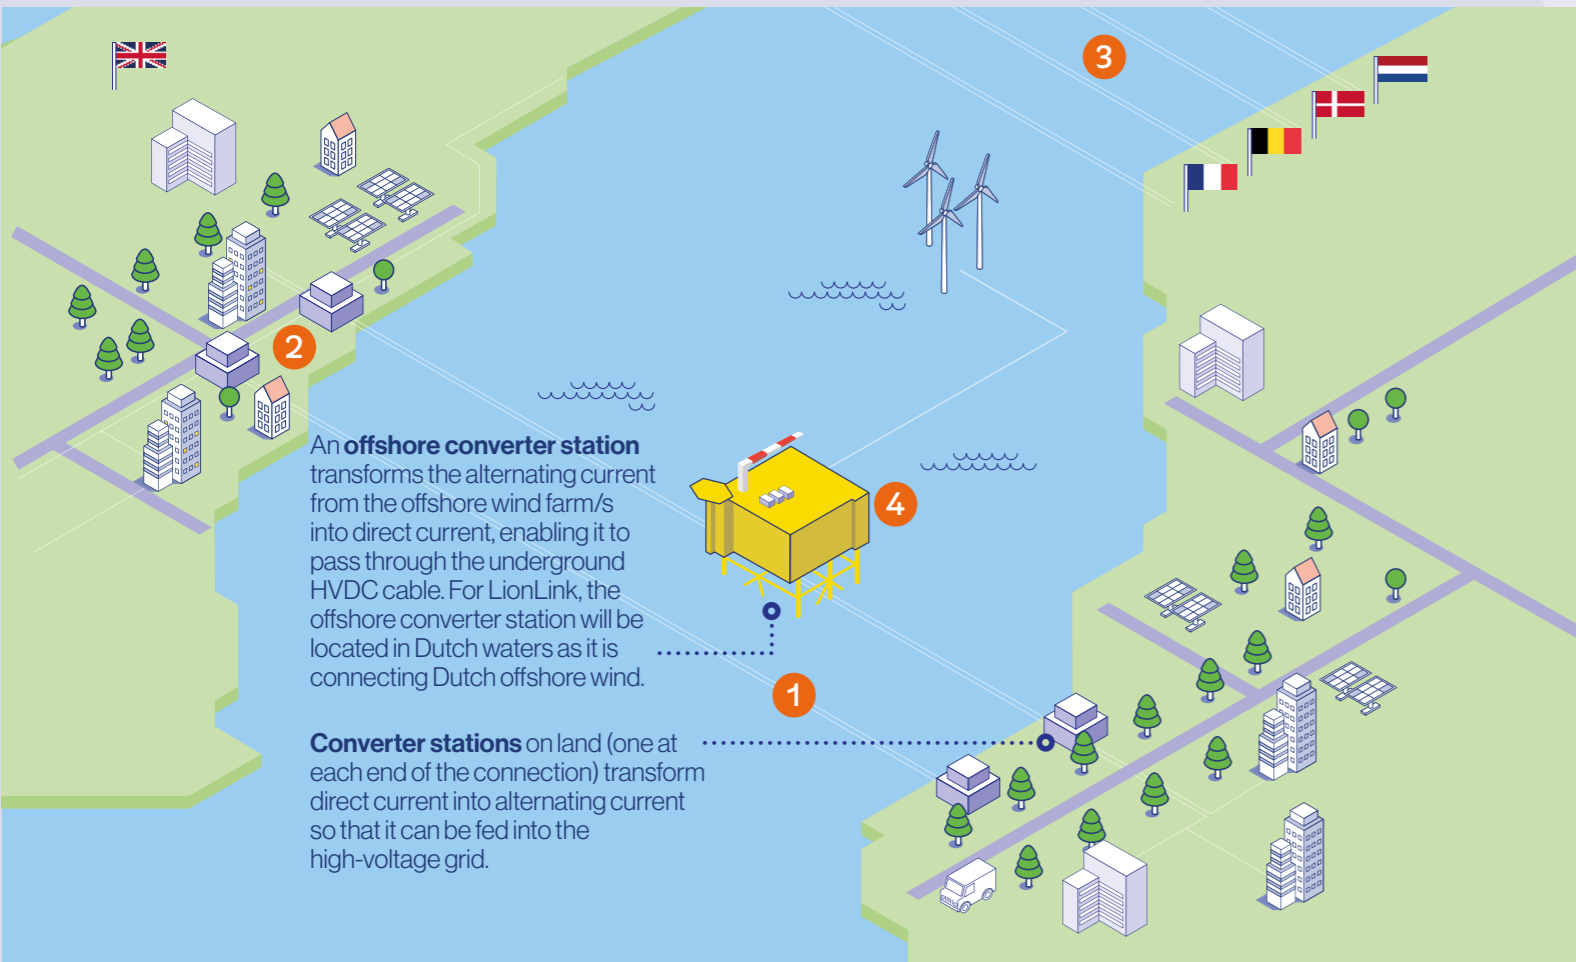 3
2
An offshore converter station
transforms the alternating current
from the offshore wind farm/s
into direct current, enabling it to
pass through the underground
HVDC cable. For LionLink, the
offshore converter station will be
located in Dutch waters as it is
connecting Dutch offshore wind.
4
1
Converter stations on land (one at
each end of the connection) transform
direct current into alternating current
so that it can be fed into the
high-voltage grid.